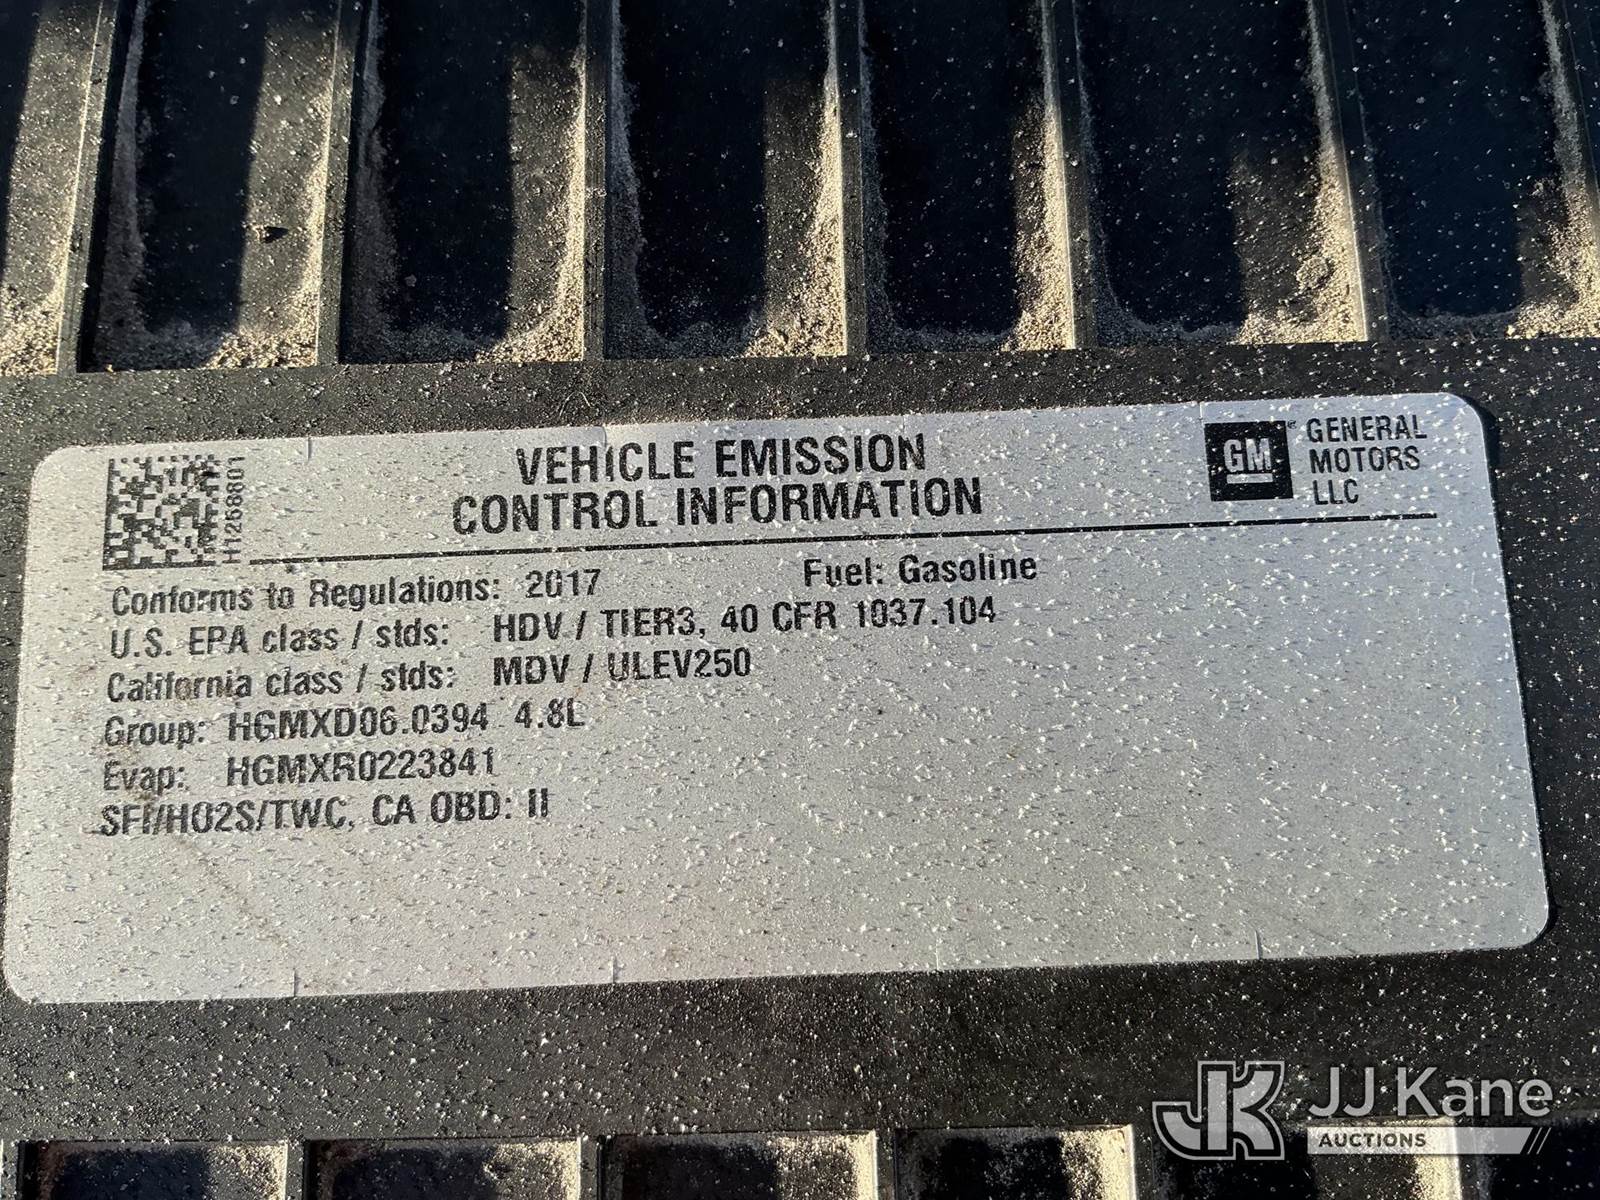 H1268601
VEHICLE EMISSION
CONTROL INFORMATION
GM
GENERAL
MOTORS
LLC
Conforms to Regulations: 2017 Fuel: Gasoline
U.S. EPA class / stds: HDV / TIER3, 40 CFR 1037.104
California class / stds: MDV / ULEV250
Group: HGMXD06.0394 4.8L
Evap: HGMXR0223841
SFI/HO2S/TWC, CA OBD: II
JK JJ Kane
AUCTIONS